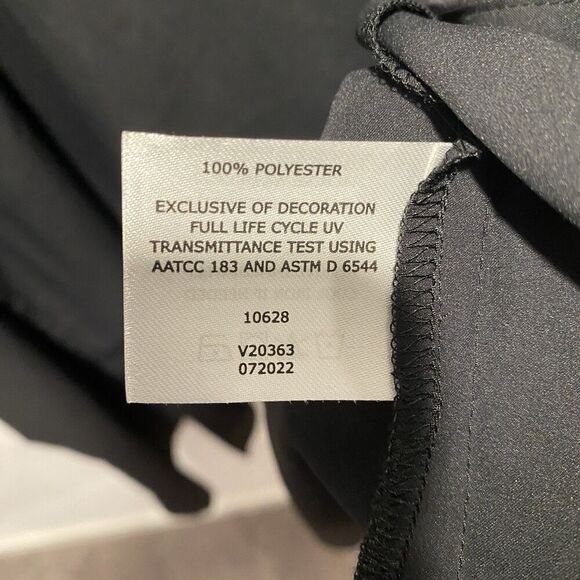 100% POLYESTER
EXCLUSIVE OF DECORATION
FULL LIFE CYCLE UV
TRANSMITTANCE TEST USING
AATCC 183 AND ASTM D 6544
10628
V20363
072022